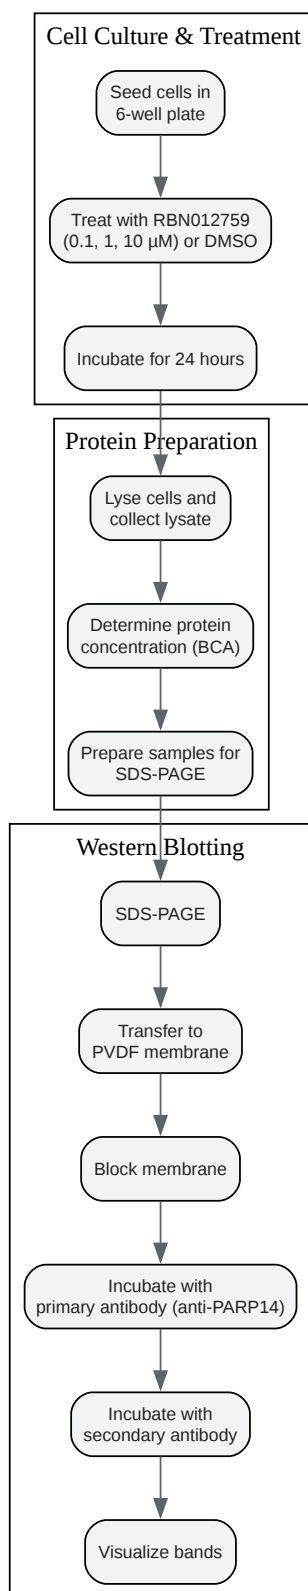 Cell Culture & Treatment
Seed cells in
6-well plate
Treat with RBN012759
(0.1, 1, 10 µM) or DMSO
Incubate for 24 hours
Protein Preparation
Lyse cells and
collect lysate
Determine protein
concentration (BCA)
Prepare samples for
SDS-PAGE
Western Blotting
SDS-PAGE
Transfer to
PVDF membrane
Block membrane
Incubate with
primary antibody (anti-PARP14)
Incubate with
secondary antibody
Visualize bands